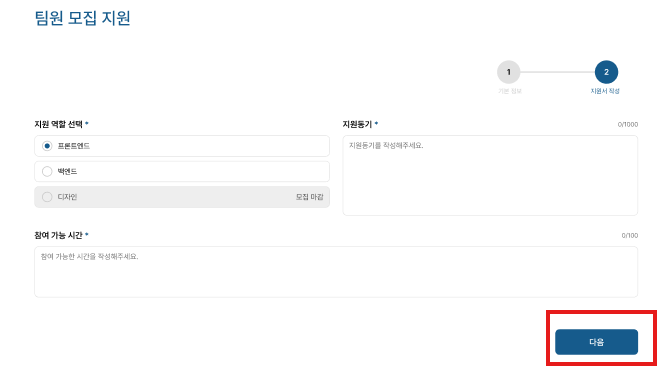 팀원 모집 지원
1
2
기본 정보
지원서 작성
지원 역할 선택 *
프론트엔드
백엔드
디자인
모집 마감
지원동기 *
0/1000
지원동기를 작성해주세요.
참여 가능 시간 *
0/100
참여 가능한 시간을 작성해주세요.
다음